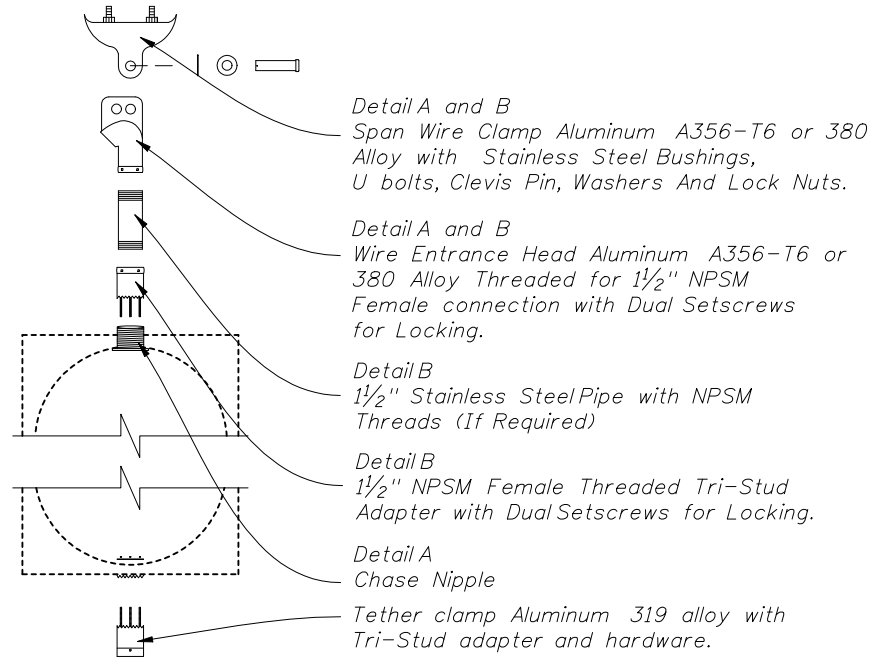 Detail A and B
Span Wire Clamp Aluminum A356-T6 or 380
Alloy with Stainless Steel Bushings,
U bolts, Clevis Pin, Washers And Lock Nuts.
Detail A and B
Wire Entrance Head Aluminum A356-T6 or
380 Alloy Threaded for 1½" NPSM
Female connection with Dual Setscrews
for Locking.
Detail B
1½" Stainless Steel Pipe with NPSM
Threads (If Required)
Detail B
1½" NPSM Female Threaded Tri-Stud
Adapter with Dual Setscrews for Locking.
Detail A
Chase Nipple
Tether clamp Aluminum 319 alloy with
Tri-Stud adapter and hardware.